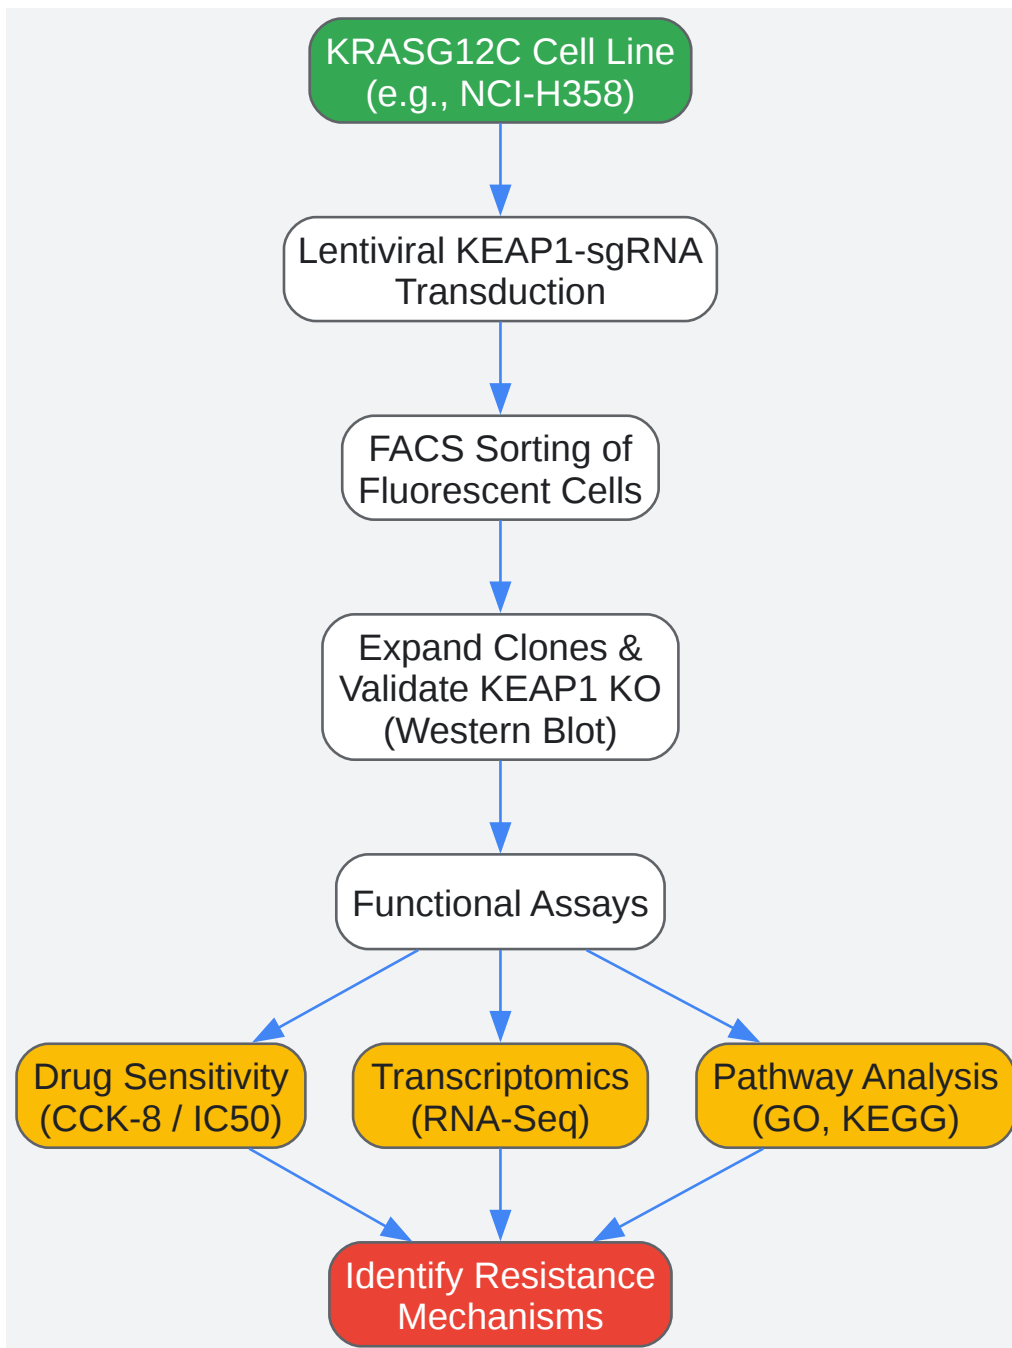 KRASG12C Cell Line
(e.g., NCI-H358)
Lentiviral KEAP1-sgRNA
Transduction
FACS Sorting of
Fluorescent Cells
Expand Clones &
Validate KEAP1 KO
(Western Blot)
Functional Assays
Drug Sensitivity
(CCK-8 / IC50)
Transcriptomics
(RNA-Seq)
Pathway Analysis
(GO, KEGG)
Identify Resistance
Mechanisms